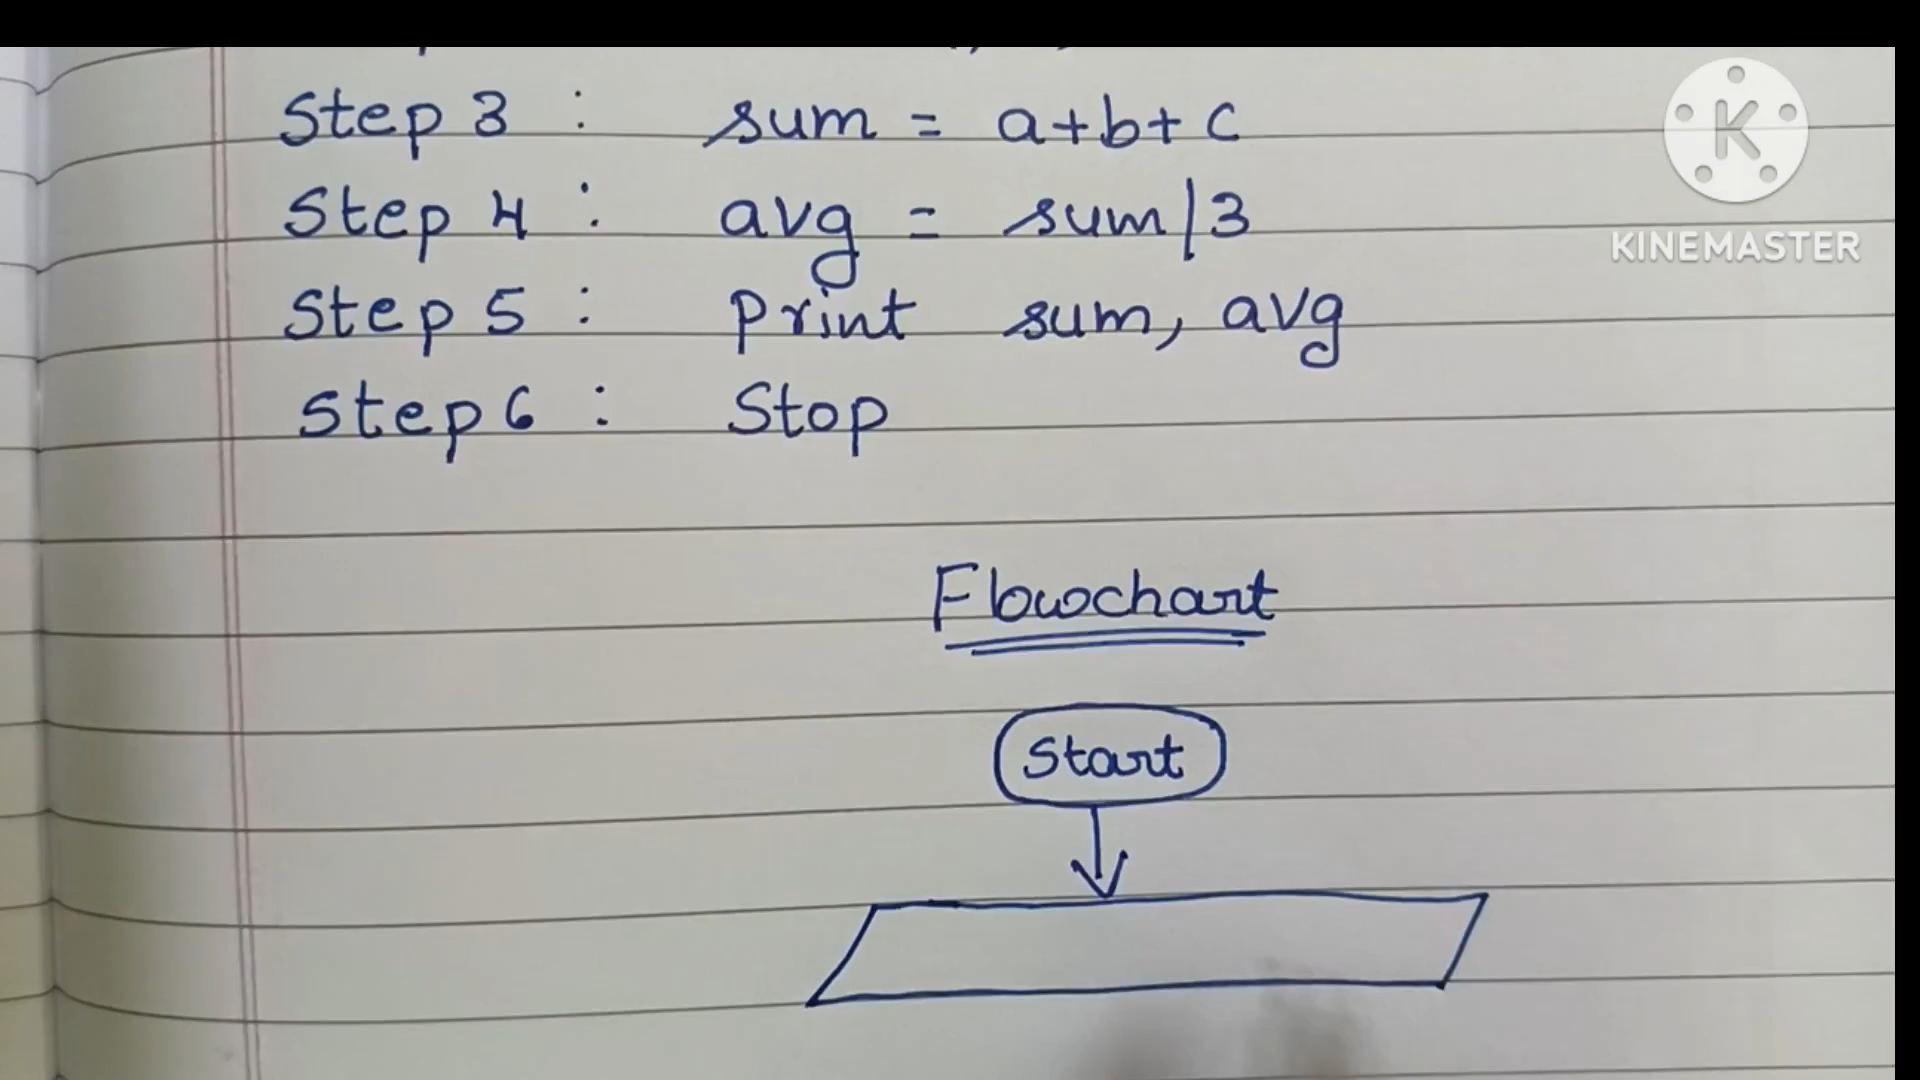 Step 3 : sum = a+b+c
Step 4 : avg = sum/3
Step 5 : print sum, avg
Step 6 : Stop
Flowchart
Start
K
KINEMASTER